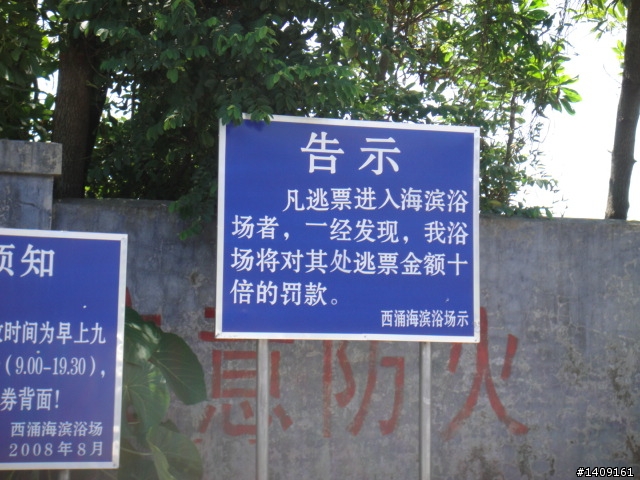 告示
凡逃票进入海滨浴
场者，一经发现，我浴
场将对其处逃票金额十
倍的罚款。
西涌海滨浴场示
须知
时间为早上九
（9.00-19.30），
券背面！
西涌海滨浴场
2008年8月
意防火
#1409161